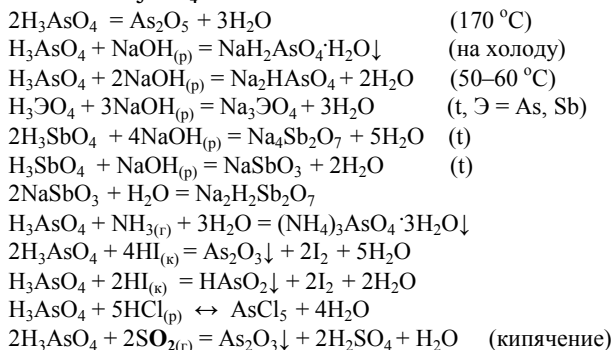 2H₃AsO₄ = As₂O₅ + 3H₂O (170 °C)
H₃AsO₄ + NaOH₍ₚ₎ = NaH₂AsO₄·H₂O↓ (на холоду)
H₃AsO₄ + 2NaOH₍ₚ₎ = Na₂HAsO₄ + 2H₂O (50–60 °C)
H₃ЭO₄ + 3NaOH₍ₚ₎ = Na₃ЭO₄ + 3H₂O (t, Э = As, Sb)
2H₃SbO₄ + 4NaOH₍ₚ₎ = Na₄Sb₂O₇ + 5H₂O (t)
H₃SbO₄ + NaOH₍ₚ₎ = NaSbO₃ + 2H₂O (t)
2NaSbO₃ + H₂O = Na₂H₂Sb₂O₇
H₃AsO₄ + NH₃₍г₎ + 3H₂O = (NH₄)₃AsO₄·3H₂O↓
2H₃AsO₄ + 4HI₍к₎ = As₂O₃↓ + 2I₂ + 5H₂O
H₃AsO₄ + 2HI₍к₎ = HAsO₂↓ + 2I₂ + 2H₂O
H₃AsO₄ + 5HCl₍ₚ₎ ↔ AsCl₅ + 4H₂O
2H₃AsO₄ + 2SO₂₍г₎ = As₂O₃↓ + 2H₂SO₄ + H₂O (кипячение)